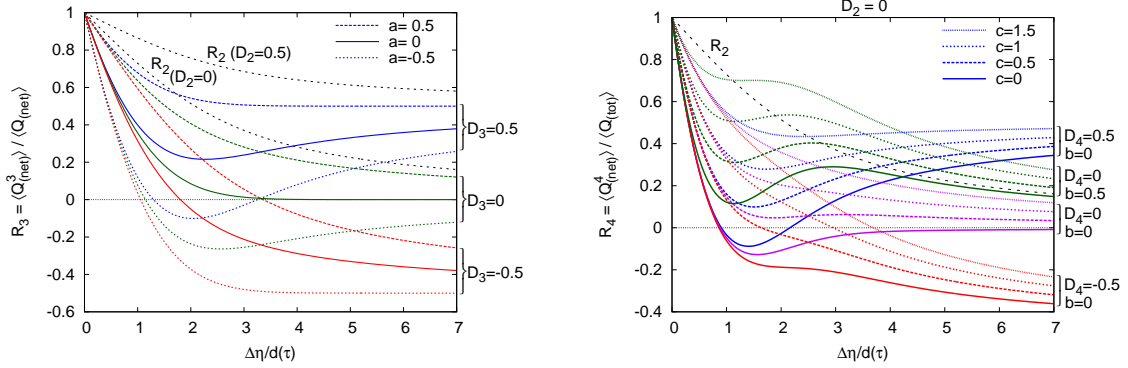 R3 = ⟨Q(net)^3⟩ / ⟨Q(net)⟩
1
0.8
0.6
0.4
0.2
0
-0.2
-0.4
-0.6
0 1 2 3 4 5 6 7
Δη/d(τ)
R2 (D2=0.5)
R2 (D2=0)
a= 0.5
a= 0
a=-0.5
D3=0.5
D3=0
D3=-0.5
D2 = 0
R4 = ⟨Q(net)^4⟩ / ⟨Q(tot)⟩
1
0.8
0.6
0.4
0.2
0
-0.2
-0.4
0 1 2 3 4 5 6 7
Δη/d(τ)
R2
c=1.5
c=1
c=0.5
c=0
D4=0.5
b=0
D4=0
b=0.5
D4=0
b=0
D4=-0.5
b=0